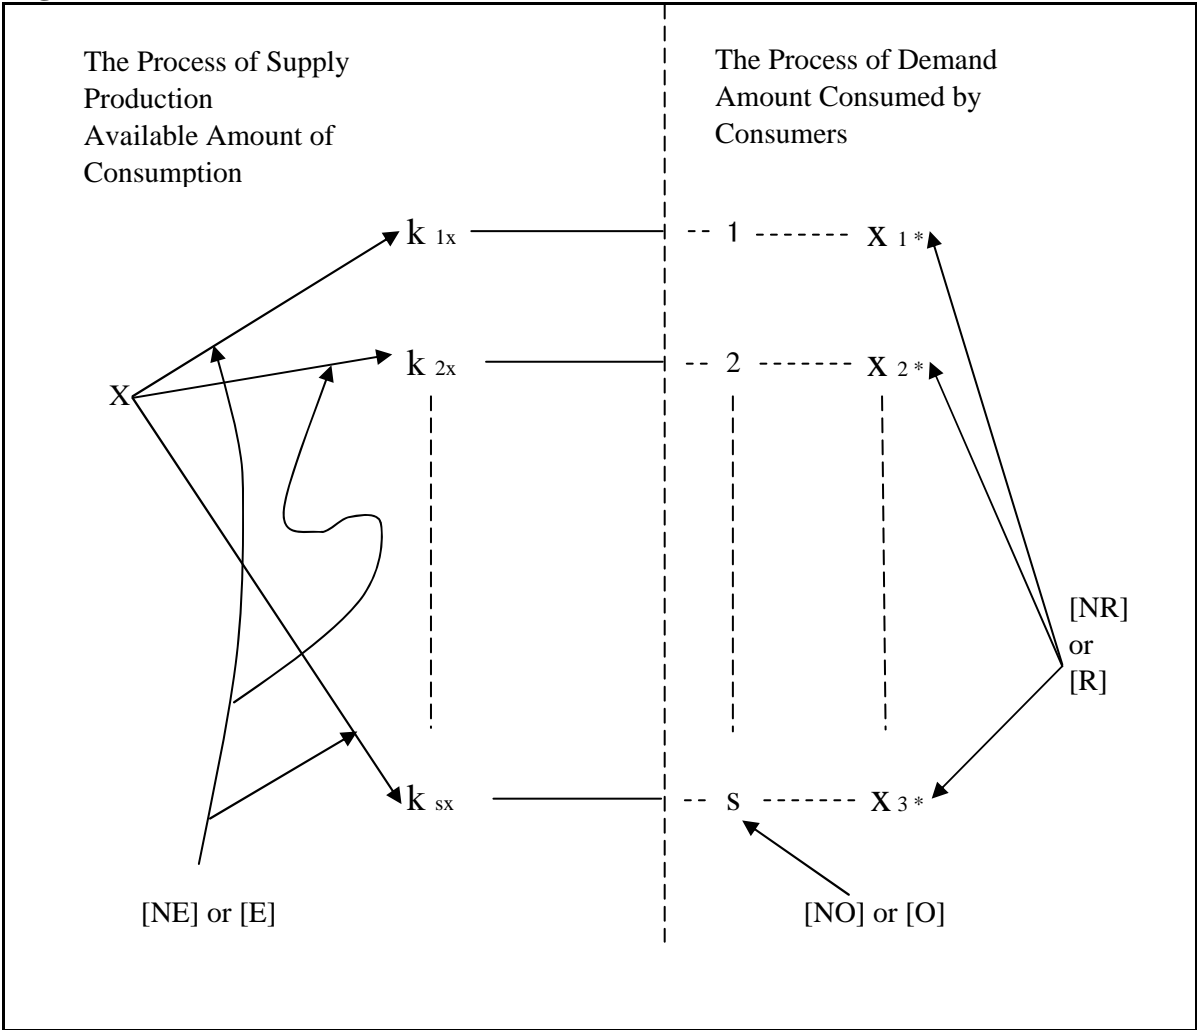 The Process of Supply
Production
Available Amount of
Consumption
The Process of Demand
Amount Consumed by
Consumers
k 1x 1 x 1 *
k 2x 2 x 2 *
X
[NR]
or
[R]
k sx s x 3 *
[NE] or [E]
[NO] or [O]